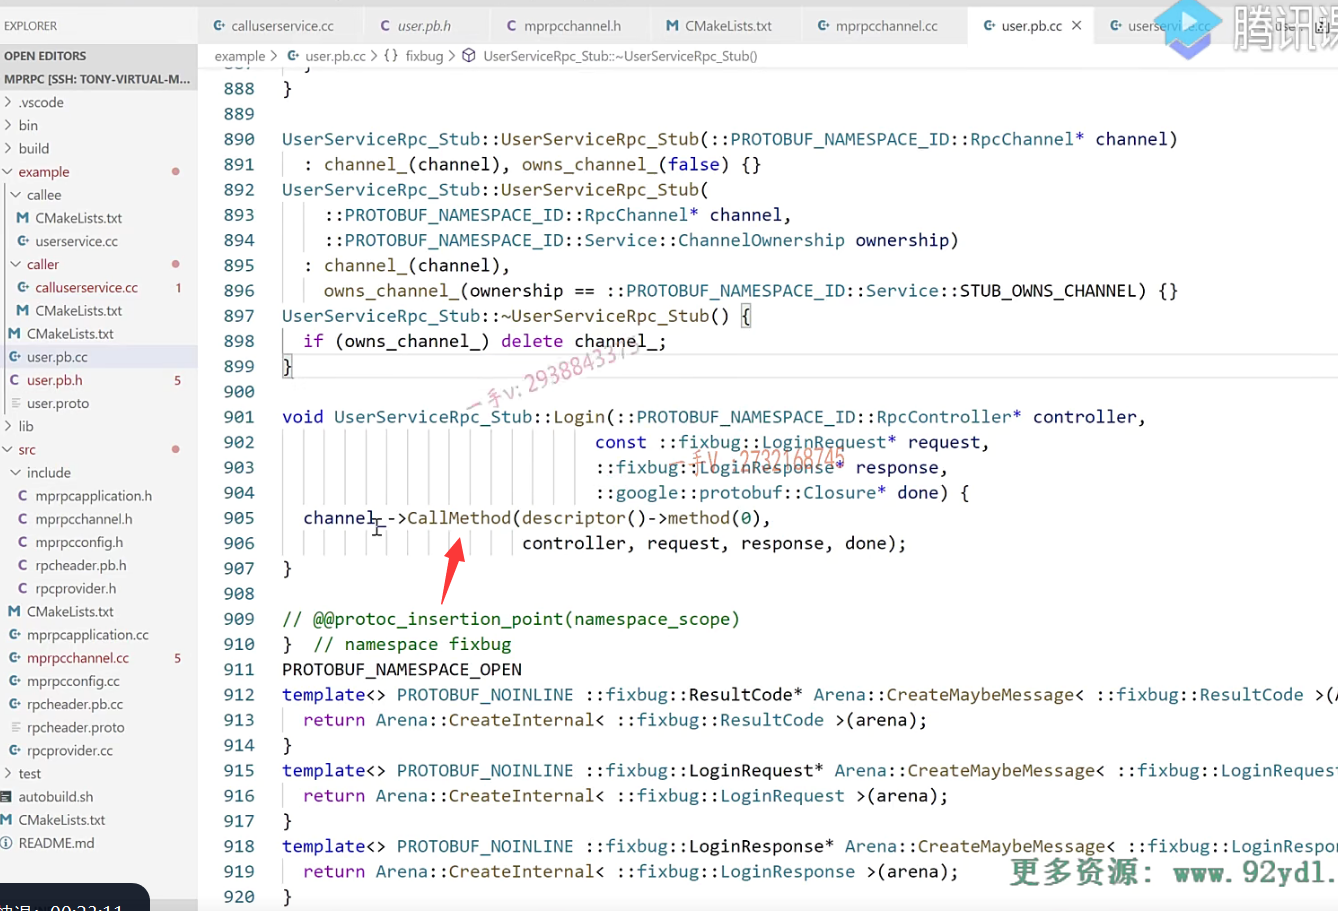 EXPLORER
calluserservice.cc
user.pb.h
mprpcchannel.h
CMakeLists.txt
mprpcchannel.cc
user.pb.cc
OPEN EDITORS
example > user.pb.cc > {} fixbug > UserServiceRpc_Stub::~UserServiceRpc_Stub()
MPRPC [SSH: TONY-VIRTUAL-M...
.vscode
bin
build
example
callee
CMakeLists.txt
userservice.cc
caller
calluserservice.cc 1
CMakeLists.txt
CMakeLists.txt
user.pb.cc
user.pb.h 5
user.proto
lib
src
include
mprpcapplication.h
mprpcchannel.h
mprpcconfig.h
rpcheader.pb.h
rpcprovider.h
CMakeLists.txt
mprpcapplication.cc
mprpcchannel.cc 5
mprpcconfig.cc
rpcheader.pb.cc
rpcheader.proto
rpcprovider.cc
test
autobuild.sh
CMakeLists.txt
README.md
888 }
889
890 UserServiceRpc_Stub::UserServiceRpc_Stub(::PROTOBUF_NAMESPACE_ID::RpcChannel* channel)
891 : channel_(channel), owns_channel_(false) {}
892 UserServiceRpc_Stub::UserServiceRpc_Stub(
893 ::PROTOBUF_NAMESPACE_ID::RpcChannel* channel,
894 ::PROTOBUF_NAMESPACE_ID::Service::ChannelOwnership ownership)
895 : channel_(channel),
896 owns_channel_(ownership == ::PROTOBUF_NAMESPACE_ID::Service::STUB_OWNS_CHANNEL) {}
897 UserServiceRpc_Stub::~UserServiceRpc_Stub() {
898 if (owns_channel_) delete channel_;
899 }
900
901 void UserServiceRpc_Stub::Login(::PROTOBUF_NAMESPACE_ID::RpcController* controller,
902 const ::fixbug::LoginRequest* request,
903 ::fixbug::LoginResponse* response,
904 ::google::protobuf::Closure* done) {
905 channel_->CallMethod(descriptor()->method(0),
906 controller, request, response, done);
907 }
908
909 // @@protoc_insertion_point(namespace_scope)
910 } // namespace fixbug
911 PROTOBUF_NAMESPACE_OPEN
912 template<> PROTOBUF_NOINLINE ::fixbug::ResultCode* Arena::CreateMaybeMessage< ::fixbug::ResultCode >(
913 return Arena::CreateInternal< ::fixbug::ResultCode >(arena);
914 }
915 template<> PROTOBUF_NOINLINE ::fixbug::LoginRequest* Arena::CreateMaybeMessage< ::fixbug::LoginRequest
916 return Arena::CreateInternal< ::fixbug::LoginRequest >(arena);
917 }
918 template<> PROTOBUF_NOINLINE ::fixbug::LoginResponse* Arena::CreateMaybeMessage< ::fixbug::
919 return Arena::CreateInternal< ::fixbug::LoginResponse >(arena);
920 }
一手V:2732168745
更多资源：www.92ydl.
腾讯课